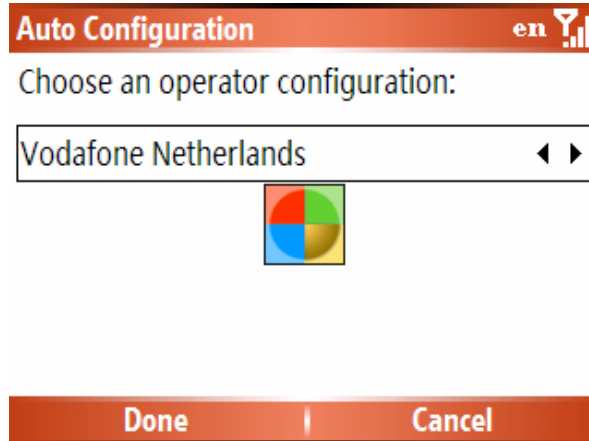 Auto Configuration en
Choose an operator configuration:
Vodafone Netherlands
Done Cancel